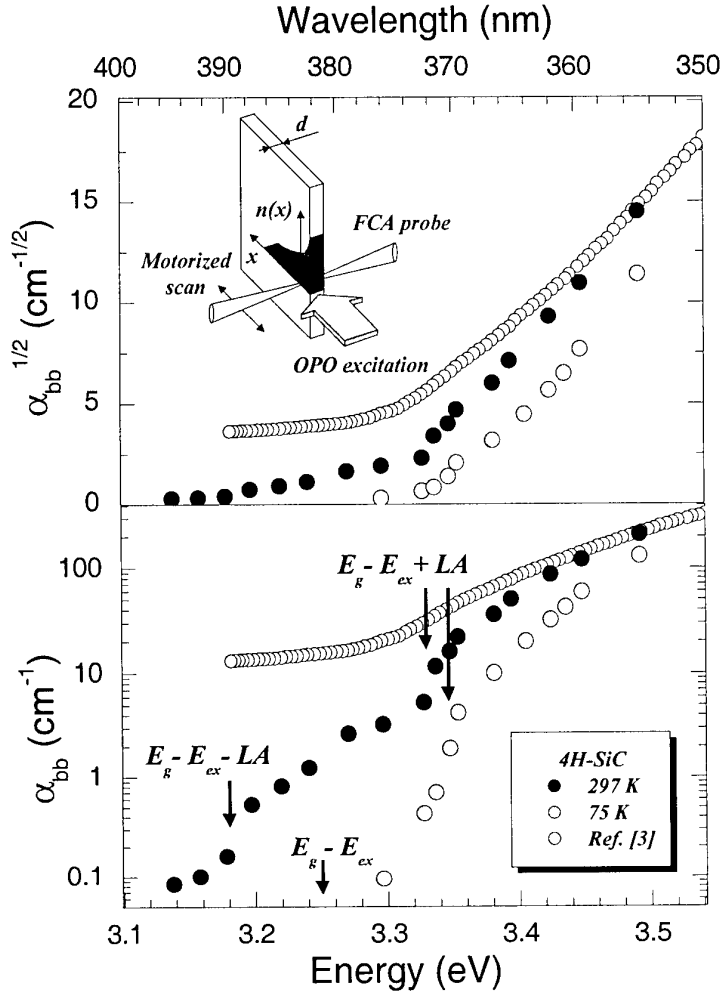 Wavelength (nm)
400 390 380 370 360 350
20
15
10
5
0
α_bb^1/2 (cm^-1/2)
d
n(x)
x
FCA probe
Motorized
scan
OPO excitation
100
10
1
0.1
α_bb (cm^-1)
E_g - E_ex + LA
E_g - E_ex - LA
E_g - E_ex
4H-SiC
297 K
75 K
Ref. [3]
3.1 3.2 3.3 3.4 3.5
Energy (eV)